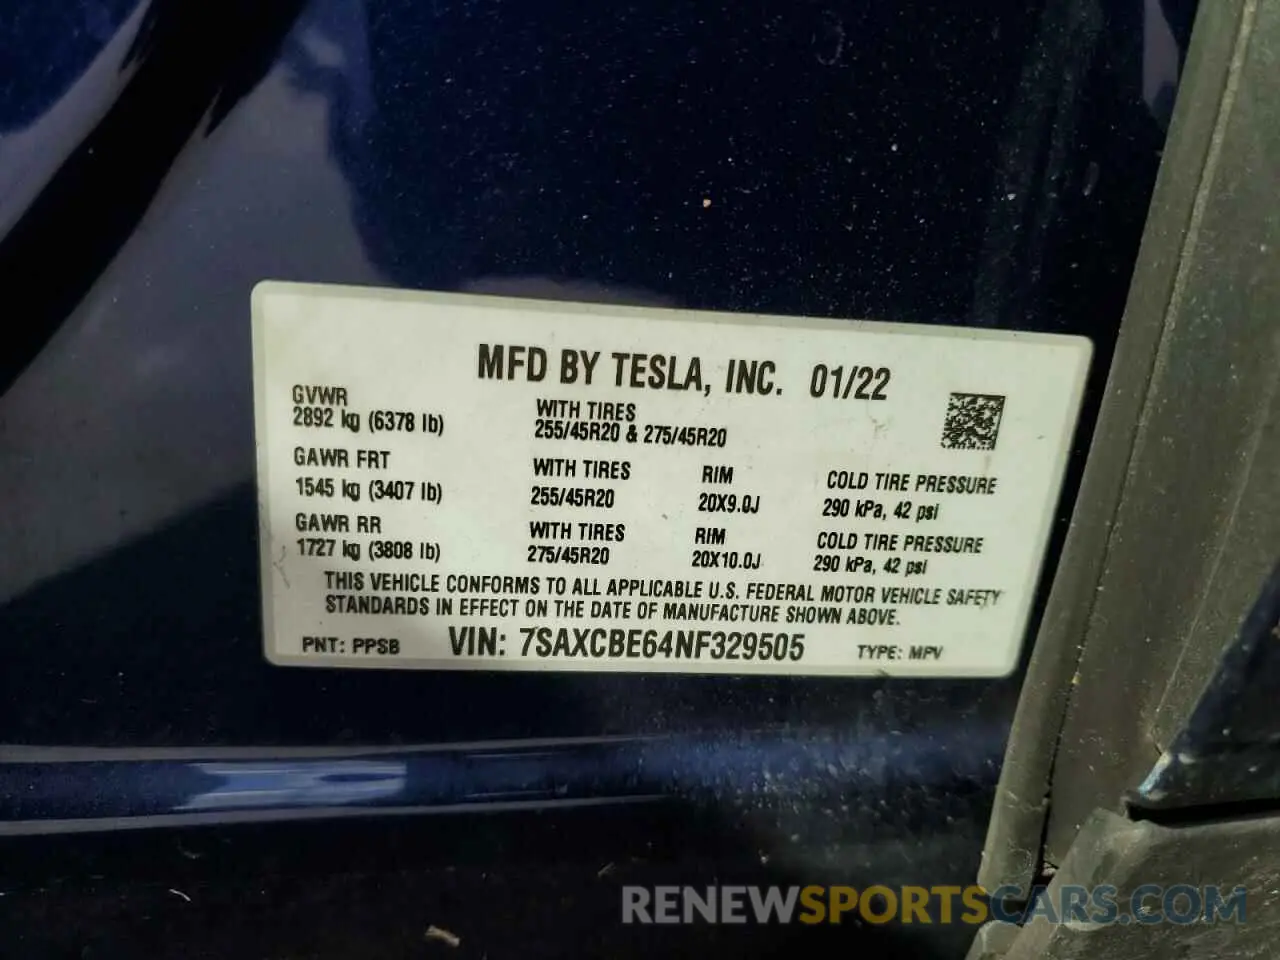 MFD BY TESLA, INC. 01/22
GVWR
2892 kg (6378 lb)
WITH TIRES
255/45R20 & 275/45R20
GAWR FRT
1545 kg (3407 lb)
WITH TIRES
255/45R20
RIM
20X9.0J
COLD TIRE PRESSURE
290 kPa, 42 psi
GAWR RR
1727 kg (3808 lb)
WITH TIRES
275/45R20
RIM
20X10.0J
COLD TIRE PRESSURE
290 kPa, 42 psi
THIS VEHICLE CONFORMS TO ALL APPLICABLE U.S. FEDERAL MOTOR VEHICLE SAFETY
STANDARDS IN EFFECT ON THE DATE OF MANUFACTURE SHOWN ABOVE.
PNT: PPSB VIN: 7SAXCBE64NF329505 TYPE: MPV
RENEWSPORTSCARS.COM